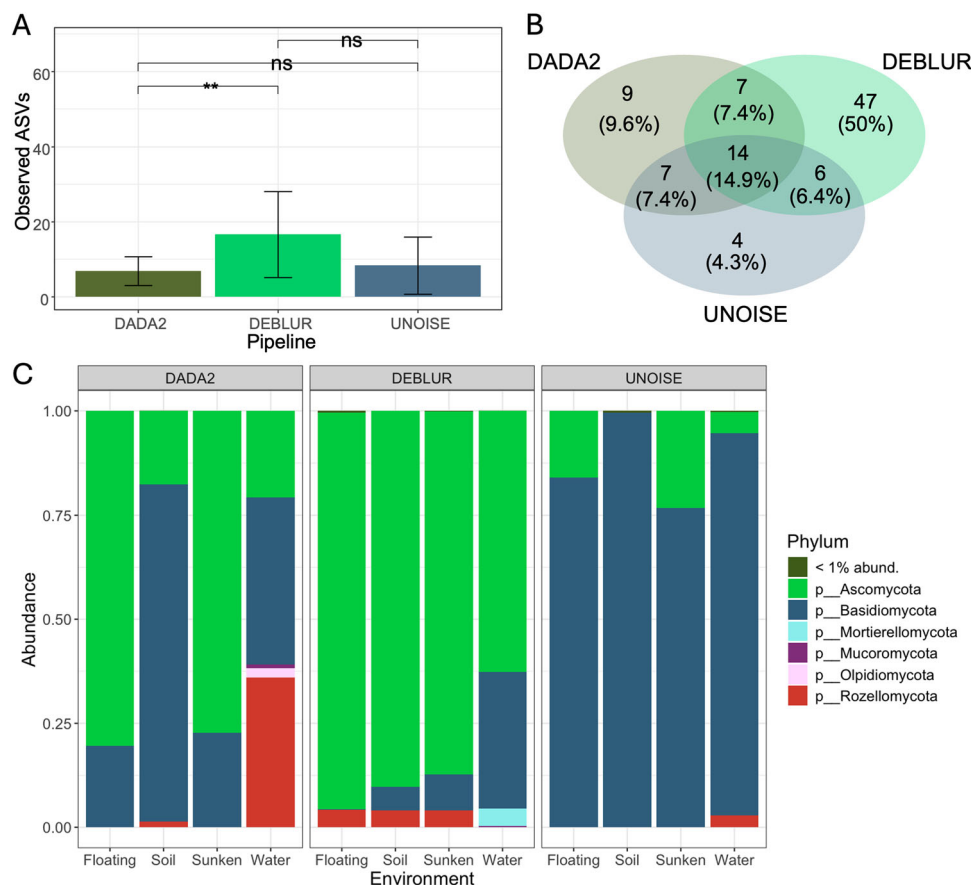 A
Observed ASVs
60
40
20
0
ns
ns
**
DADA2
DEBLUR
UNOISE
Pipeline
B
DADA2
DEBLUR
9
(9.6%)
7
(7.4%)
47
(50%)
14
(14.9%)
7
(7.4%)
6
(6.4%)
4
(4.3%)
UNOISE
C
DADA2
DEBLUR
UNOISE
Abundance
1.00
0.75
0.50
0.25
0.00
Floating Soil Sunken Water
Floating Soil Sunken Water
Floating Soil Sunken Water
Environment
Phylum
< 1% abund.
p__Ascomycota
p__Basidiomycota
p__Mortierellomycota
p__Mucoromycota
p__Olpidiomycota
p__Rozellomycota